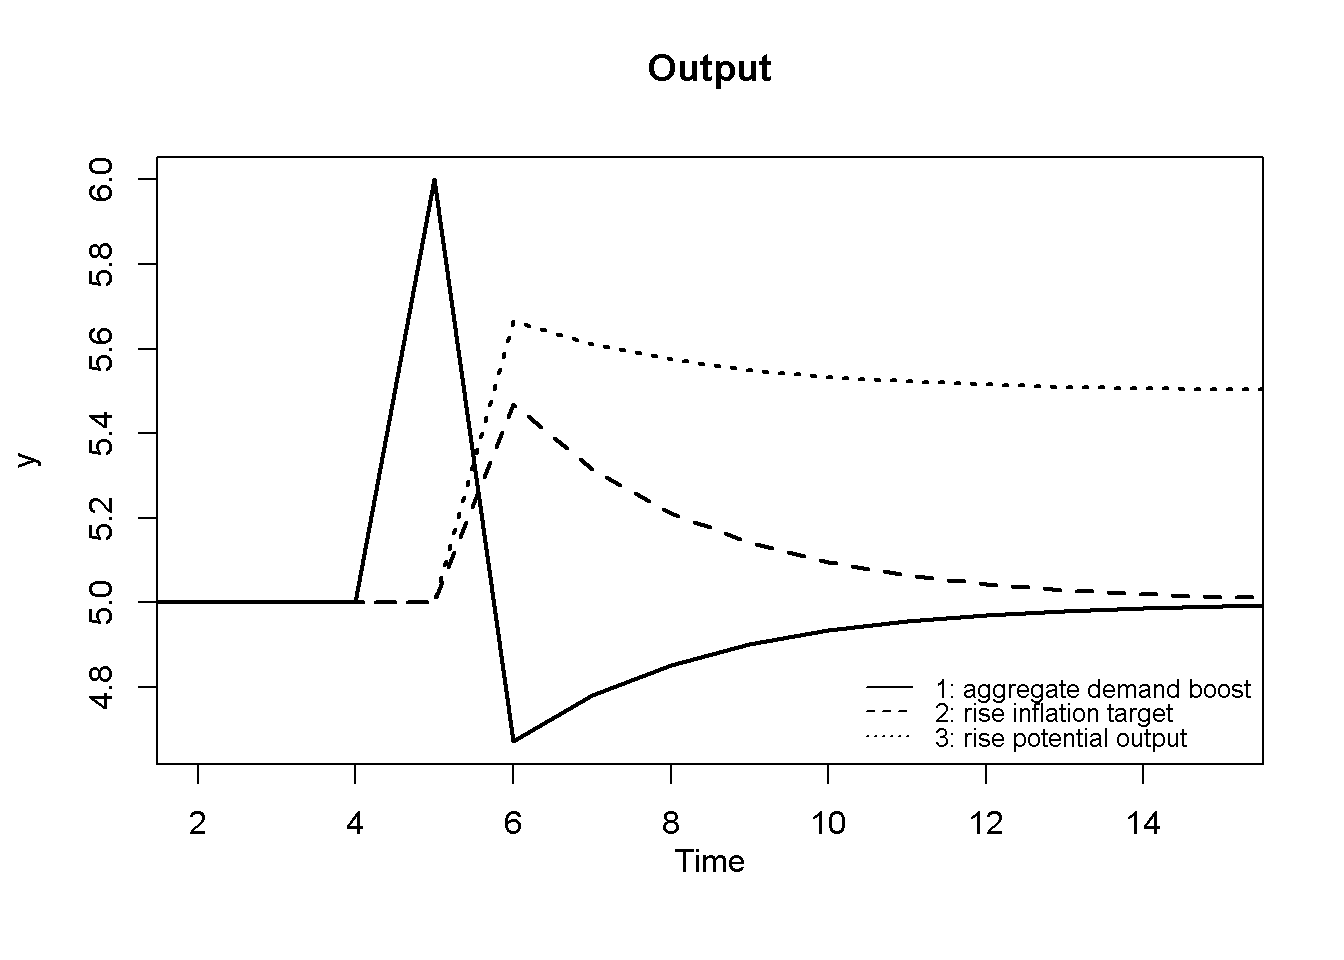 Output
y
6.0
5.8
5.6
5.4
5.2
5.0
4.8
1: aggregate demand boost
2: rise inflation target
3: rise potential output
2 4 6 8 10 12 14
Time